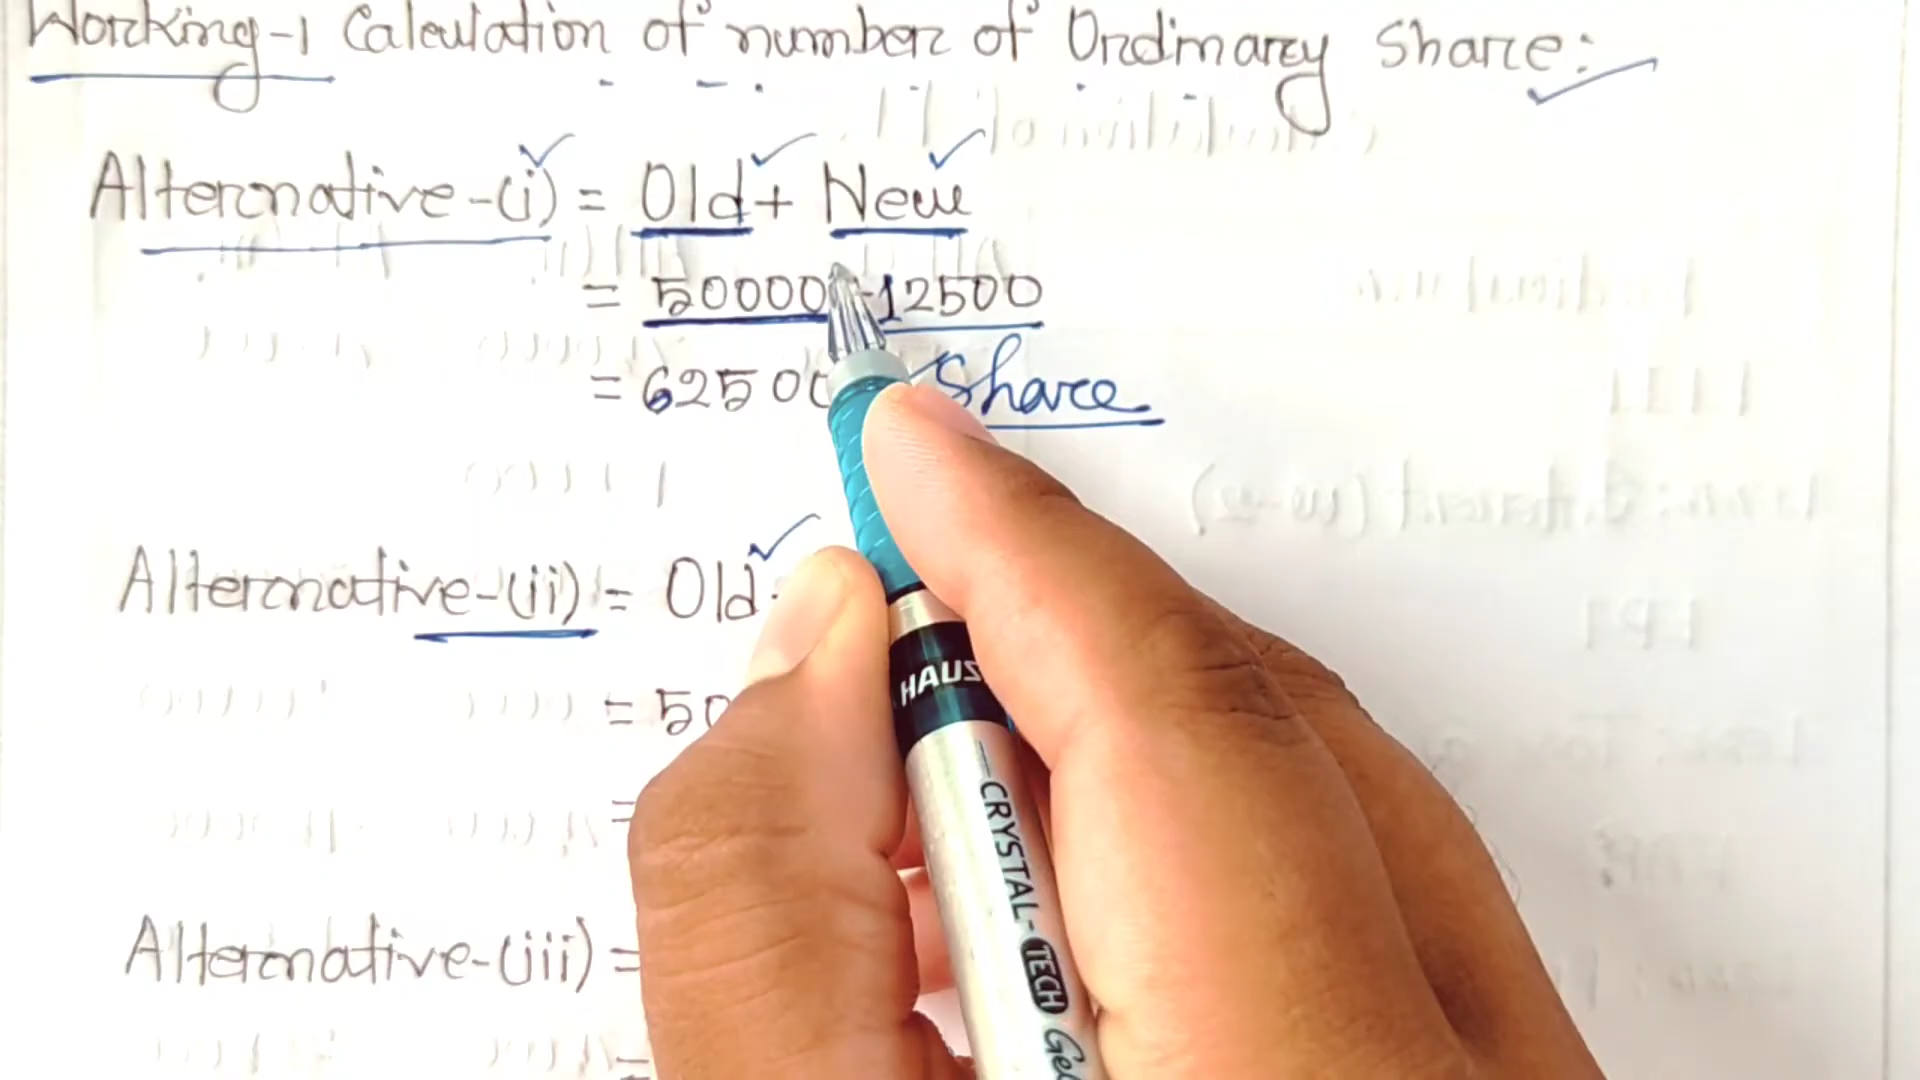 Working-1 Calculation of number of Ordinary Share:
Alternative-(i) = Old + New
= 50000+12500
= 62500 Share
Alternative-(ii) = Old
= 50
=
Alternative-(iii) =
=
HAUS
CRYSTAL-TECH Gel